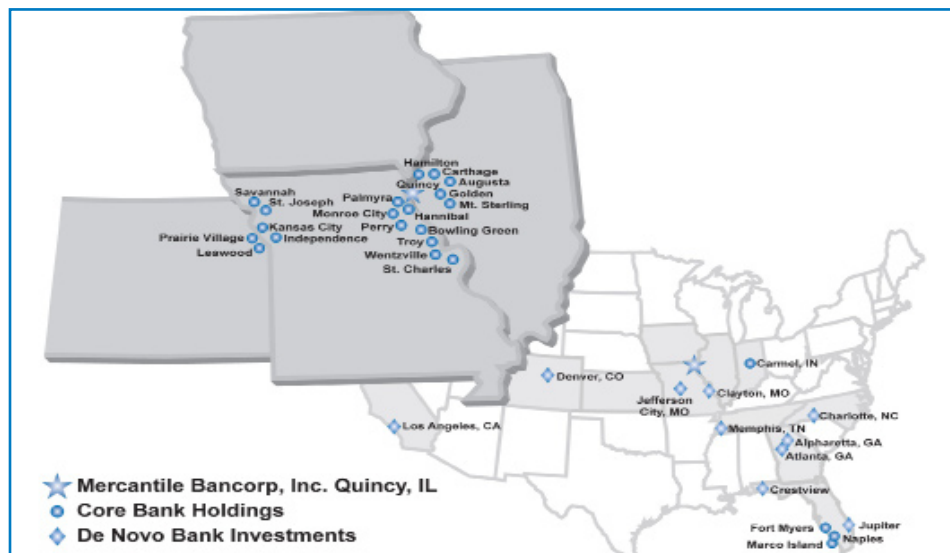 Hamilton
Carthage
Augusta
Quincy
Golden
Mt. Sterling
Palmyra
Hannibal
Monroe City
Perry
Bowling Green
Troy
Wentzville
St. Charles
Savannah
St. Joseph
Kansas City
Prairie Village
Independence
Leawood
Carmel, IN
Denver, CO
Jefferson
City, MO
Clayton, MO
Los Angeles, CA
Memphis, TN
Charlotte, NC
Alpharetta, GA
Atlanta, GA
Crestview
Fort Myers
Jupiter
Naples
Marco Island
Mercantile Bancorp, Inc. Quincy, IL
Core Bank Holdings
De Novo Bank Investments